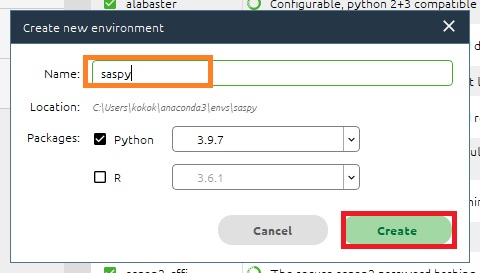 alabaster
Configurable, python 2+3 compatible
Create new environment
Name:
saspy
Location:
C:\Users\kokok\anaconda3\envs\saspy
Packages:
Python
3.9.7
R
3.6.1
Cancel
Create